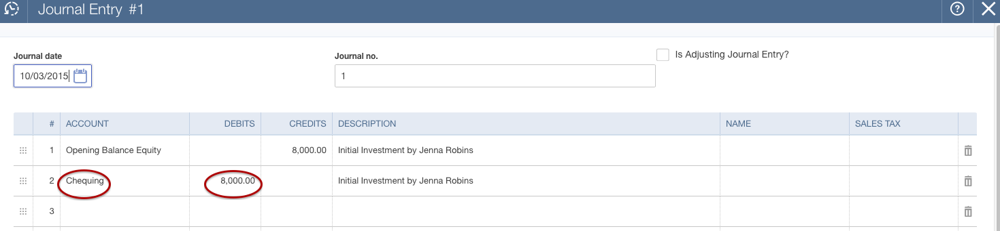 Journal Entry #1
Journal date
Journal no.
Is Adjusting Journal Entry?
10/03/2015
1
# ACCOUNT DEBITS CREDITS DESCRIPTION NAME SALES TAX
1 Opening Balance Equity 8,000.00 Initial Investment by Jenna Robins
2 Chequing 8,000.00 Initial Investment by Jenna Robins
3